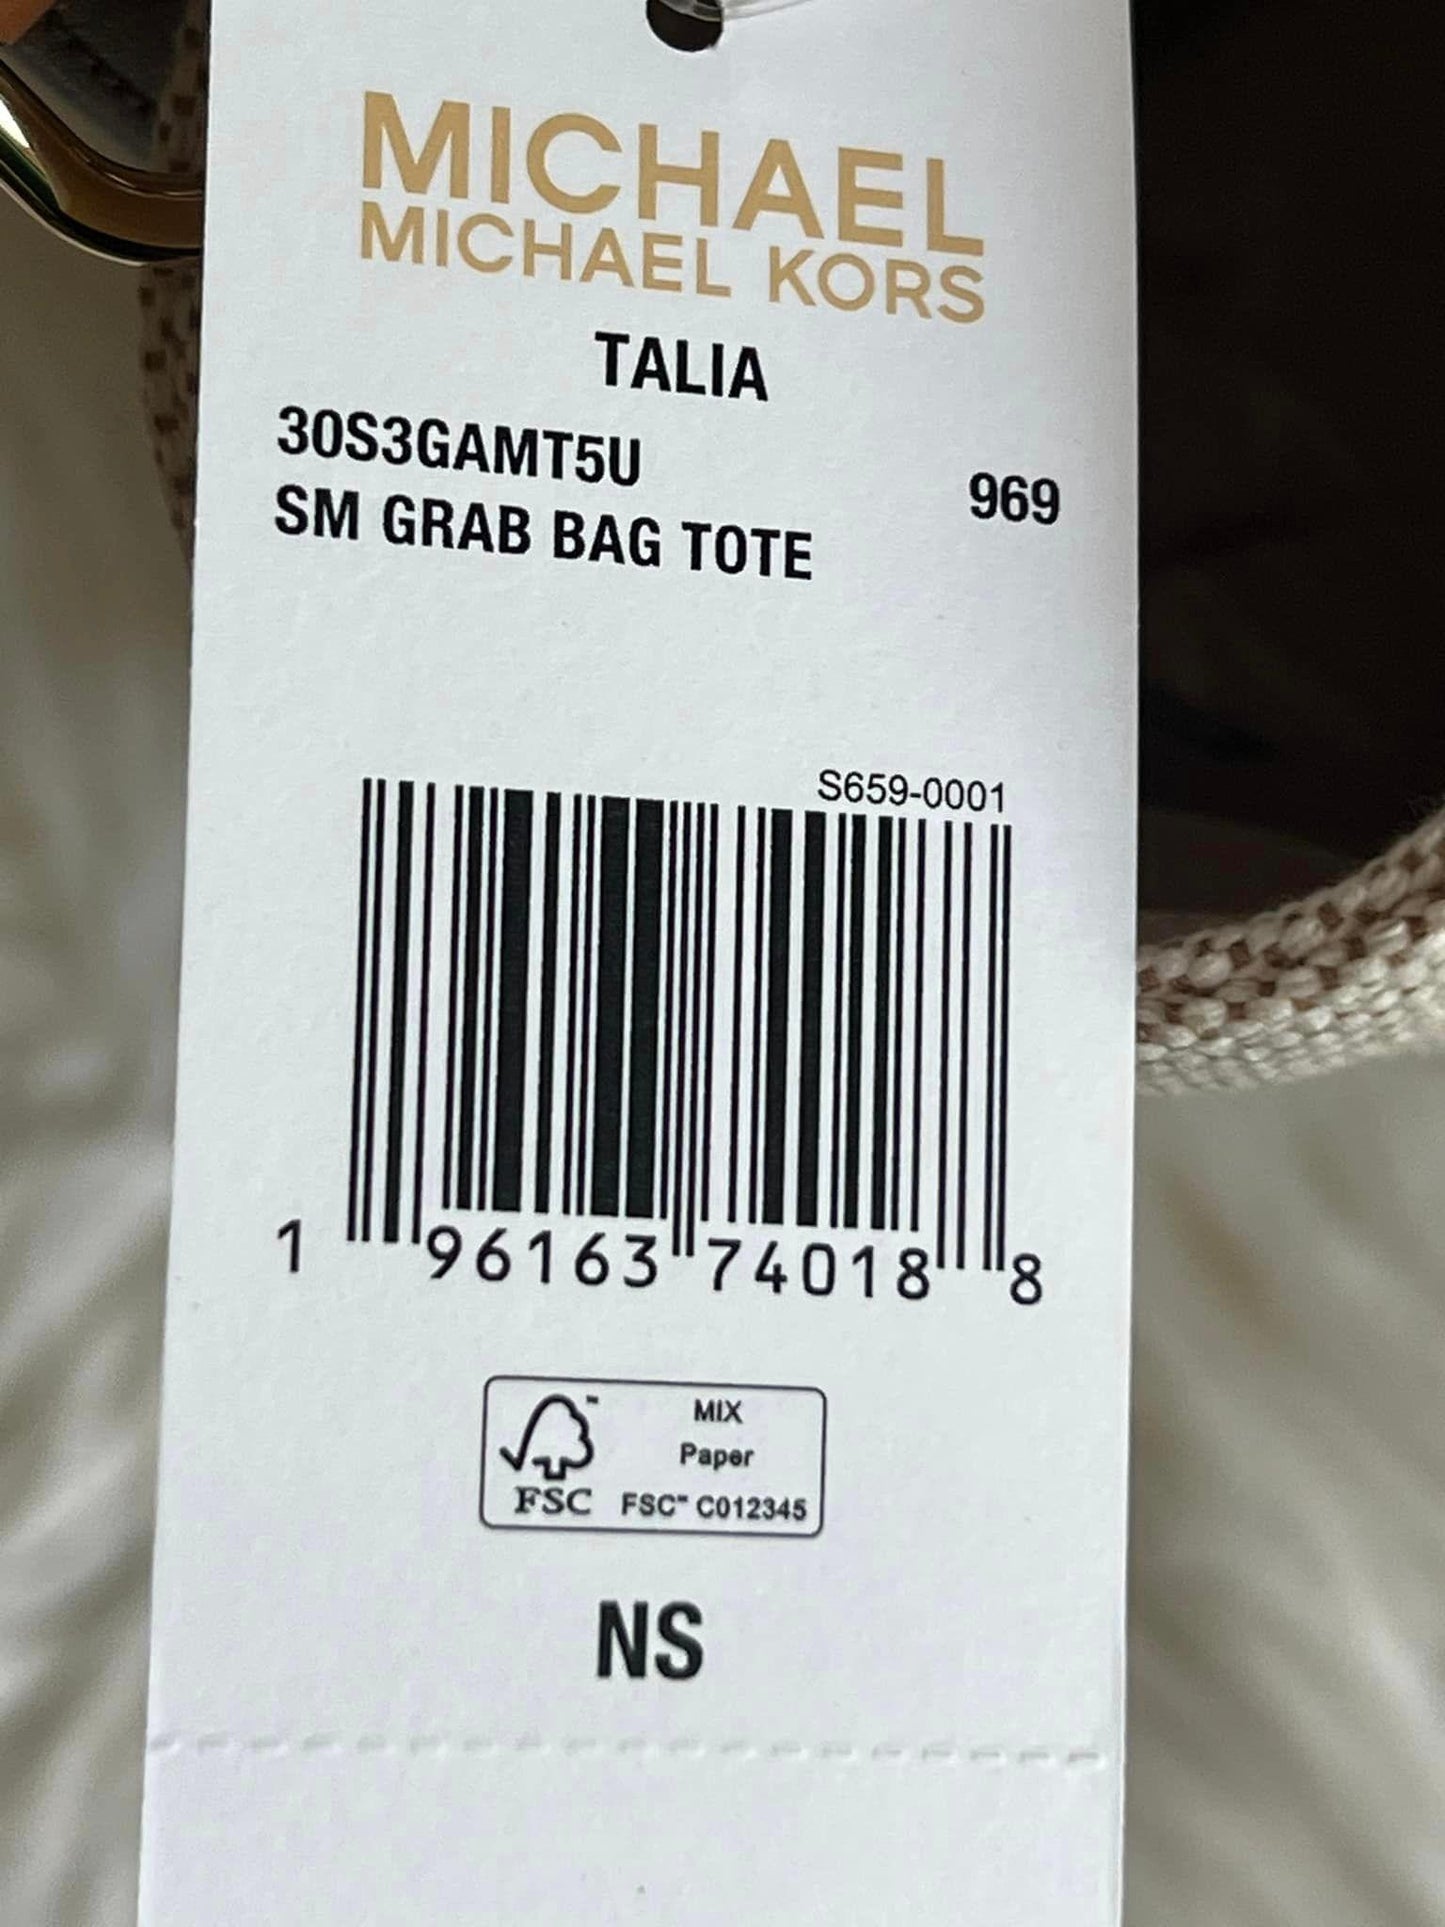 MICHAEL
MICHAEL KORS
TALIA
30S3GAMT5U 969
SM GRAB BAG TOTE
S659-0001
1 96163 74018 8
MIX
Paper
FSC FSC™ C012345
NS